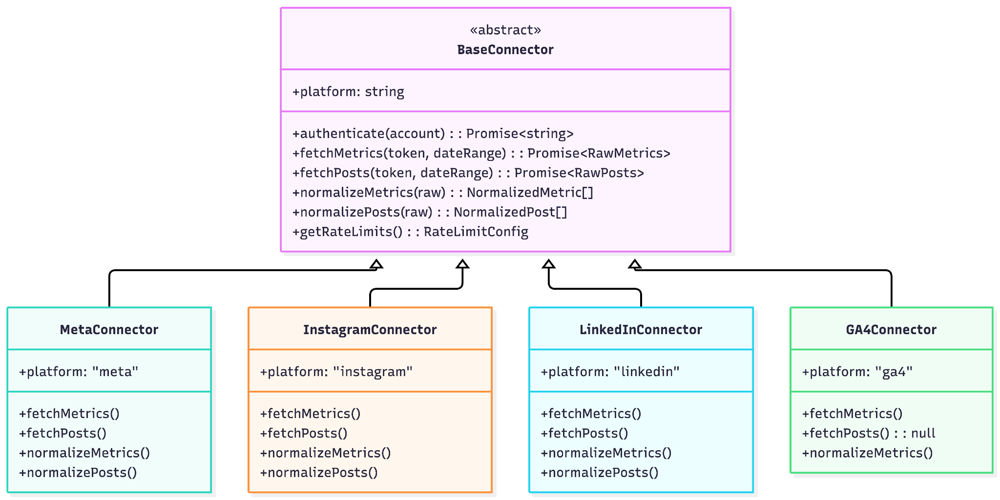 «abstract»
BaseConnector
+platform: string
+authenticate(account) : : Promise<string>
+fetchMetrics(token, dateRange) : : Promise<RawMetrics>
+fetchPosts(token, dateRange) : : Promise<RawPosts>
+normalizeMetrics(raw) : : NormalizedMetric[]
+normalizePosts(raw) : : NormalizedPost[]
+getRateLimits() : : RateLimitConfig
MetaConnector
+platform: "meta"
+fetchMetrics()
+fetchPosts()
+normalizeMetrics()
+normalizePosts()
InstagramConnector
+platform: "instagram"
+fetchMetrics()
+fetchPosts()
+normalizeMetrics()
+normalizePosts()
LinkedInConnector
+platform: "linkedin"
+fetchMetrics()
+fetchPosts()
+normalizeMetrics()
+normalizePosts()
GA4Connector
+platform: "ga4"
+fetchMetrics()
+fetchPosts() : : null
+normalizeMetrics()